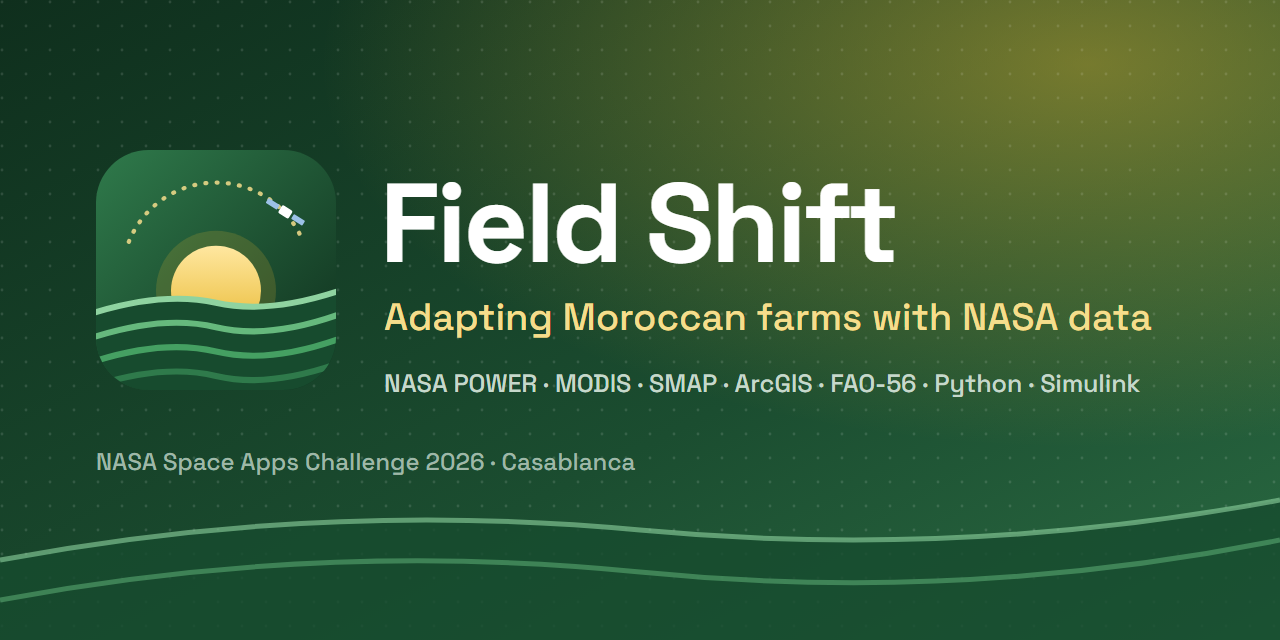 Field Shift
Adapting Moroccan farms with NASA data
NASA POWER · MODIS · SMAP · ArcGIS · FAO-56 · Python · Simulink
NASA Space Apps Challenge 2026 · Casablanca